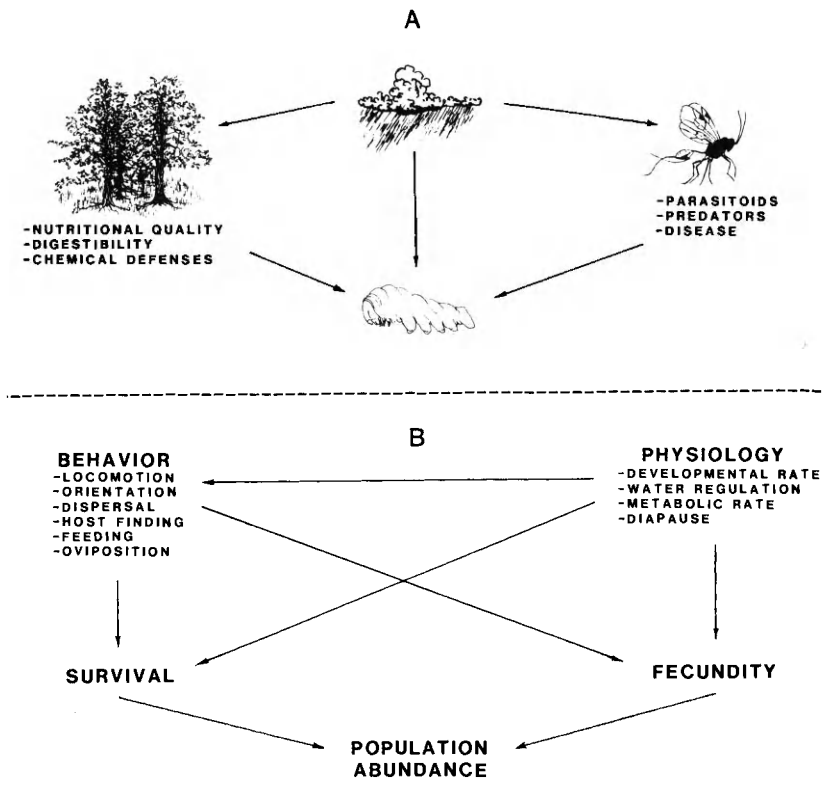 A
-NUTRITIONAL QUALITY
-DIGESTIBILITY
-CHEMICAL DEFENSES
-PARASITOIDS
-PREDATORS
-DISEASE
B
BEHAVIOR
-LOCOMOTION
-ORIENTATION
-DISPERSAL
-HOST FINDING
-FEEDING
-OVIPOSITION
PHYSIOLOGY
-DEVELOPMENTAL RATE
-WATER REGULATION
-METABOLIC RATE
-DIAPAUSE
SURVIVAL
FECUNDITY
POPULATION
ABUNDANCE